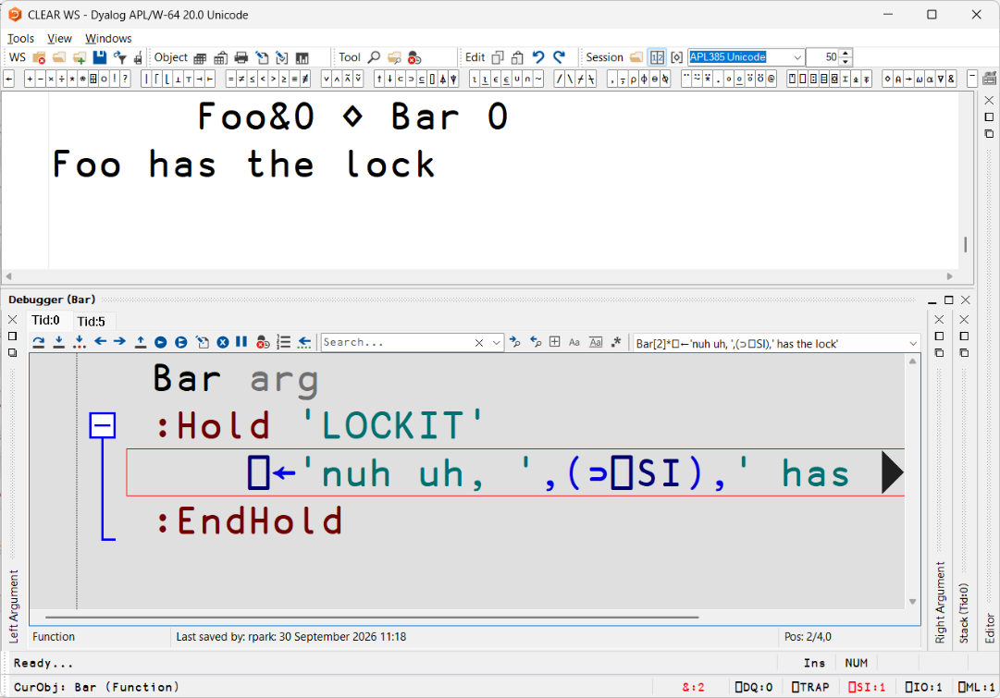 CLEAR WS - Dyalog APL/W-64 20.0 Unicode
Tools View Windows
WS Object Tool Edit Session APL385 Unicode 50
Foo&0 ⋄ Bar 0
Foo has the lock
Debugger (Bar)
Tid:0 Tid:5
Search... Aa Aa Bar[2]*⎕←'nuh uh, ',(⊃⎕SI),' has the lock'
Bar arg
:Hold 'LOCKIT'
⎕←'nuh uh, ',(⊃⎕SI),' has
:EndHold
Left Argument
Right Argument
Stack (Tid:0)
Editor
Function Last saved by: rpark: 30 September 2026 11:18 Pos: 2/4,0
Ready... Ins NUM
CurObj: Bar (Function) &:2 ⎕DQ:0 ⎕TRAP ⎕SI:1 ⎕IO:1 ⎕ML:1